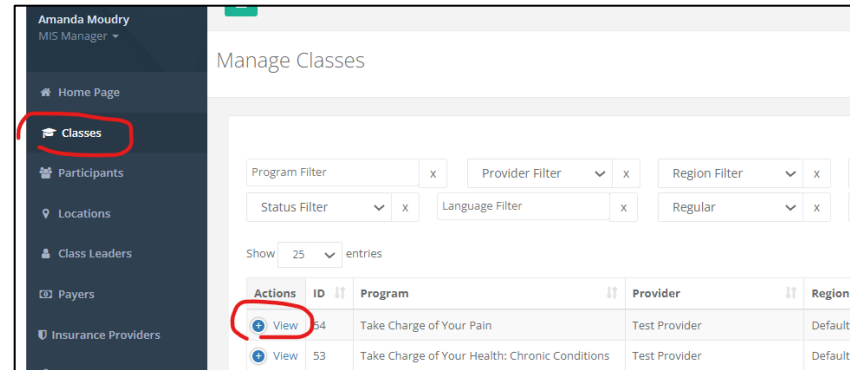 Amanda Moudry
MIS Manager
Manage Classes
Home Page
Classes
Participants
Locations
Class Leaders
Payers
Insurance Providers
Program Filter x Provider Filter x Region Filter x
Status Filter x Language Filter x Regular x
Show 25 entries
Actions ID Program Provider Region
View 54 Take Charge of Your Pain Test Provider Default
View 53 Take Charge of Your Health: Chronic Conditions Test Provider Default